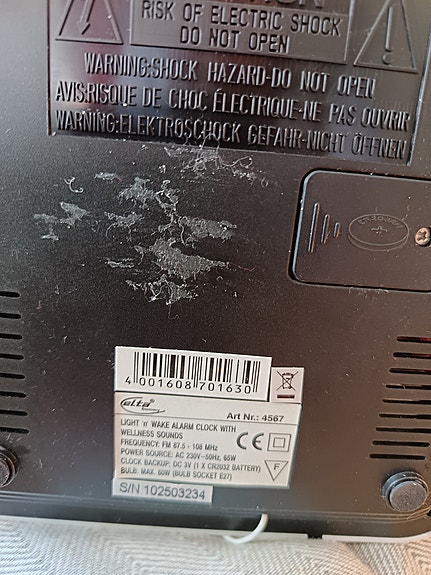 RISK OF ELECTRIC SHOCK
DO NOT OPEN
WARNING:SHOCK HAZARD-DO NOT OPEN
AVIS:RISQUE DE CHOC ÉLECTRIQUE-NE PAS OUVRIR
WARNING:ELEKTROSCHOCK GEFAHR-NICHT ÖFFNEN
4 001608 701630
elta
Art Nr.: 4567
LIGHT 'n' WAKE ALARM CLOCK WITH
WELLNESS SOUNDS
FREQUENCY: FM 87.5 - 108 MHz
POWER SOURCE: AC 230V~50Hz, 65W
CLOCK BACKUP: DC 3V (1 X CR2032 BATTERY)
BULB: MAX. 60W (BULB SOCKET E27)
CE
F
S/N 102503234